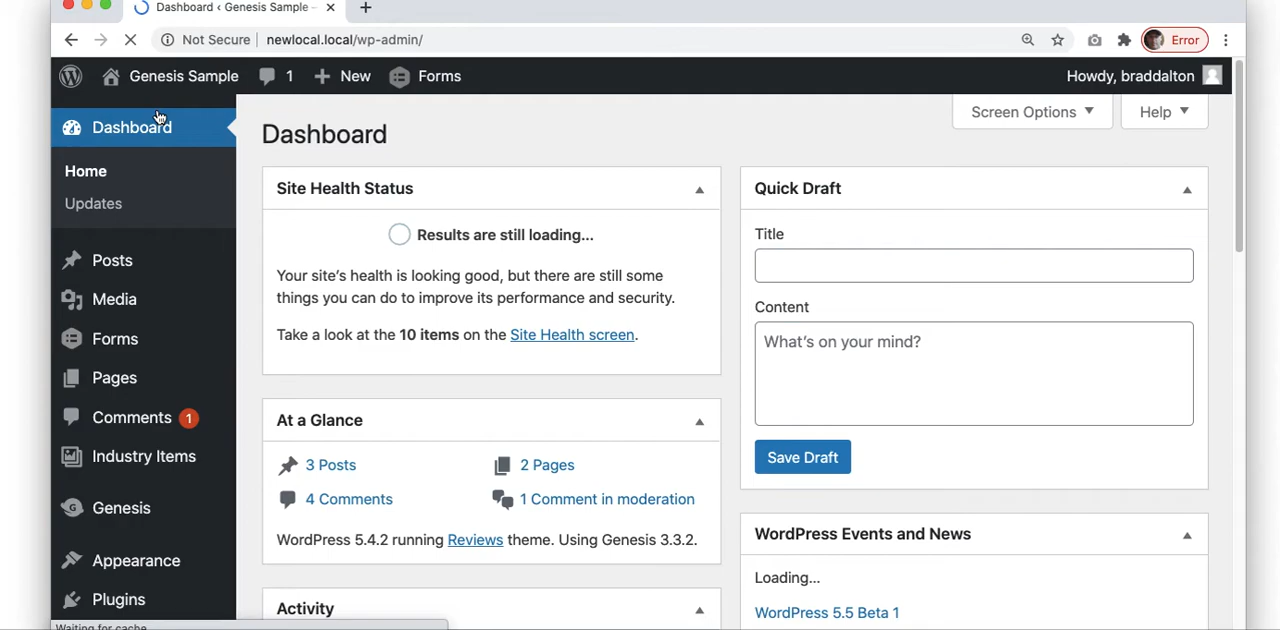 Dashboard ‹ Genesis Sample –
Not Secure newlocal.local/wp-admin/
Error
Genesis Sample 1 New Forms
Howdy, braddalton
Dashboard
Home
Updates
Posts
Media
Forms
Pages
Comments 1
Industry Items
Genesis
Appearance
Plugins
Screen Options Help
Dashboard
Site Health Status
Results are still loading...
Your site's health is looking good, but there are still some
things you can do to improve its performance and security.
Take a look at the 10 items on the Site Health screen.
At a Glance
3 Posts 2 Pages
4 Comments 1 Comment in moderation
WordPress 5.4.2 running Reviews theme. Using Genesis 3.3.2.
Activity
Quick Draft
Title
Content
What's on your mind?
Save Draft
WordPress Events and News
Loading...
WordPress 5.5 Beta 1
Waiting for cache